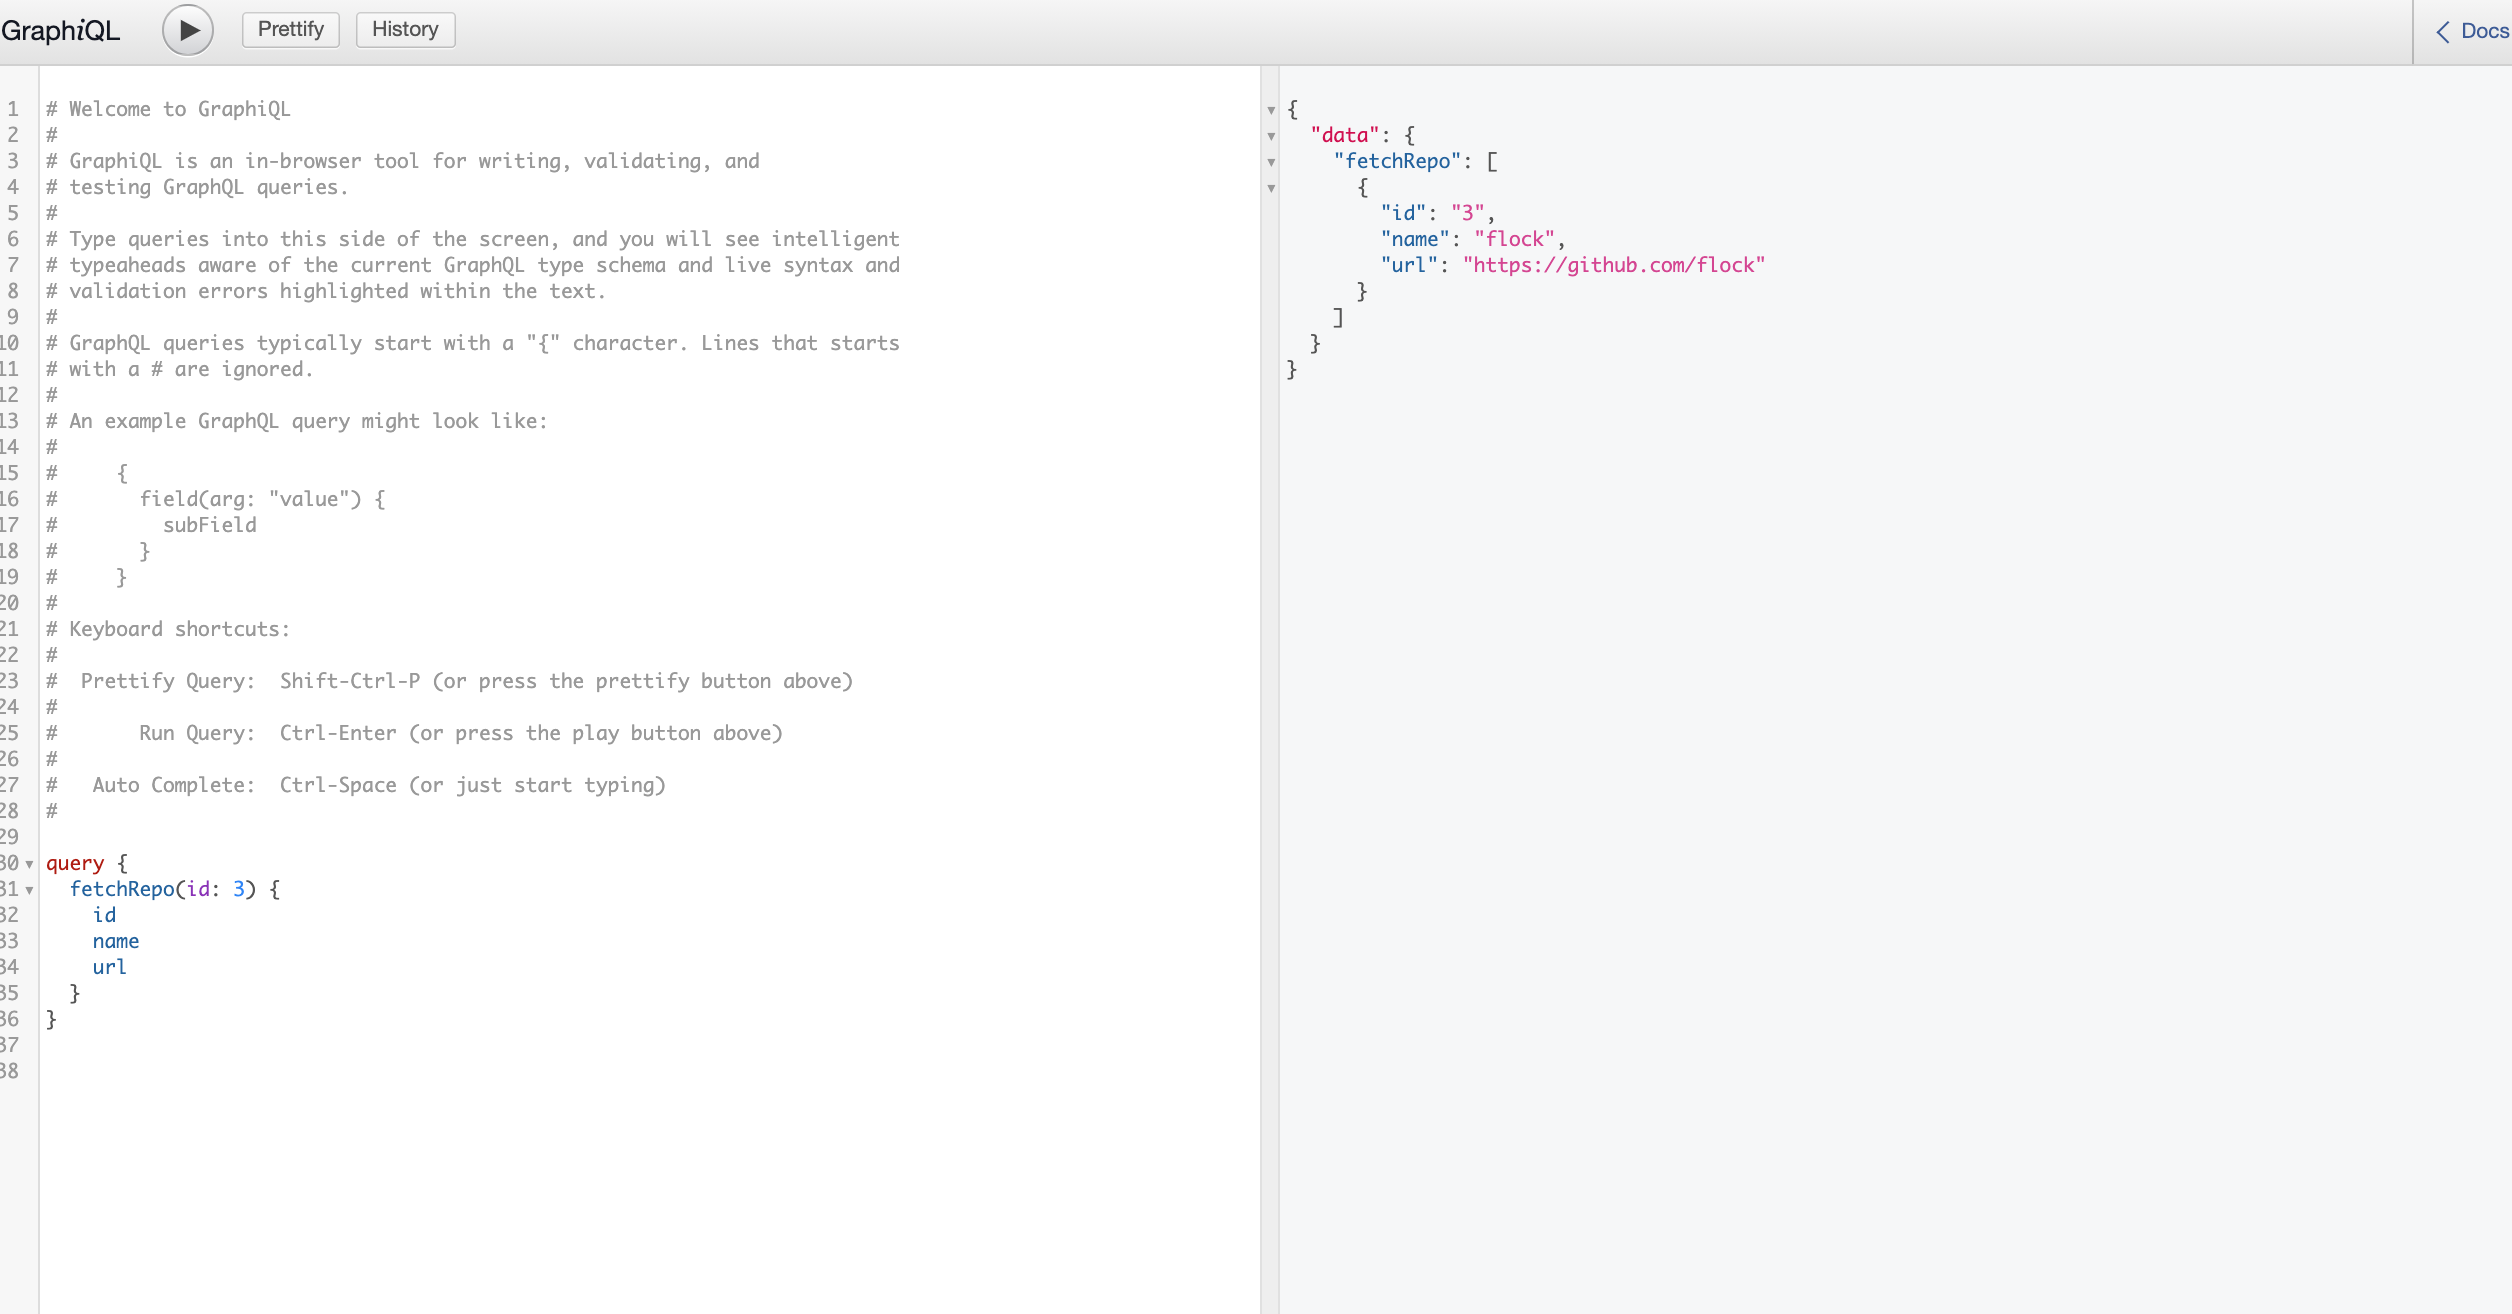 GraphiQL Prettify History Docs
1 # Welcome to GraphiQL
2 #
3 # GraphiQL is an in-browser tool for writing, validating, and
4 # testing GraphQL queries.
5 #
6 # Type queries into this side of the screen, and you will see intelligent
7 # typeaheads aware of the current GraphQL type schema and live syntax and
8 # validation errors highlighted within the text.
9 #
10 # GraphQL queries typically start with a "{" character. Lines that starts
11 # with a # are ignored.
12 #
13 # An example GraphQL query might look like:
14 #
15 #     {
16 #       field(arg: "value") {
17 #         subField
18 #       }
19 #     }
20 #
21 # Keyboard shortcuts:
22 #
23 #  Prettify Query:  Shift-Ctrl-P (or press the prettify button above)
24 #
25 #       Run Query:  Ctrl-Enter (or press the play button above)
26 #
27 #   Auto Complete:  Ctrl-Space (or just start typing)
28 #
29
30 query {
31   fetchRepo(id: 3) {
32     id
33     name
34     url
35   }
36 }
37
38
{
  "data": {
    "fetchRepo": [
      {
        "id": "3",
        "name": "flock",
        "url": "https://github.com/flock"
      }
    ]
  }
}